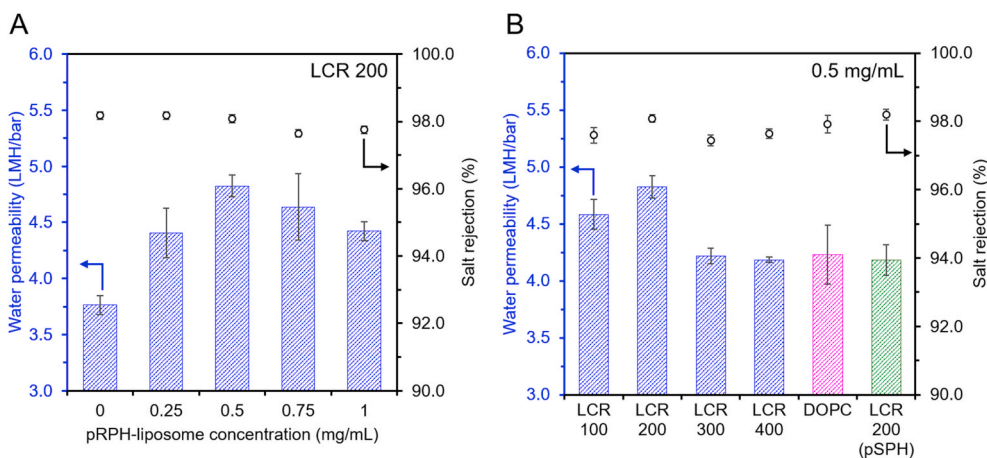 A
B
LCR 200
0.5 mg/mL
Water permeability (LMH/bar)
6.0
5.5
5.0
4.5
4.0
3.5
3.0
100.0
98.0
96.0
94.0
92.0
90.0
Salt rejection (%)
0 0.25 0.5 0.75 1
pRPH-liposome concentration (mg/mL)
Water permeability (LMH/bar)
6.0
5.5
5.0
4.5
4.0
3.5
3.0
100.0
98.0
96.0
94.0
92.0
90.0
Salt rejection (%)
LCR LCR LCR LCR DOPC LCR
100 200 300 400 200
(pSPH)